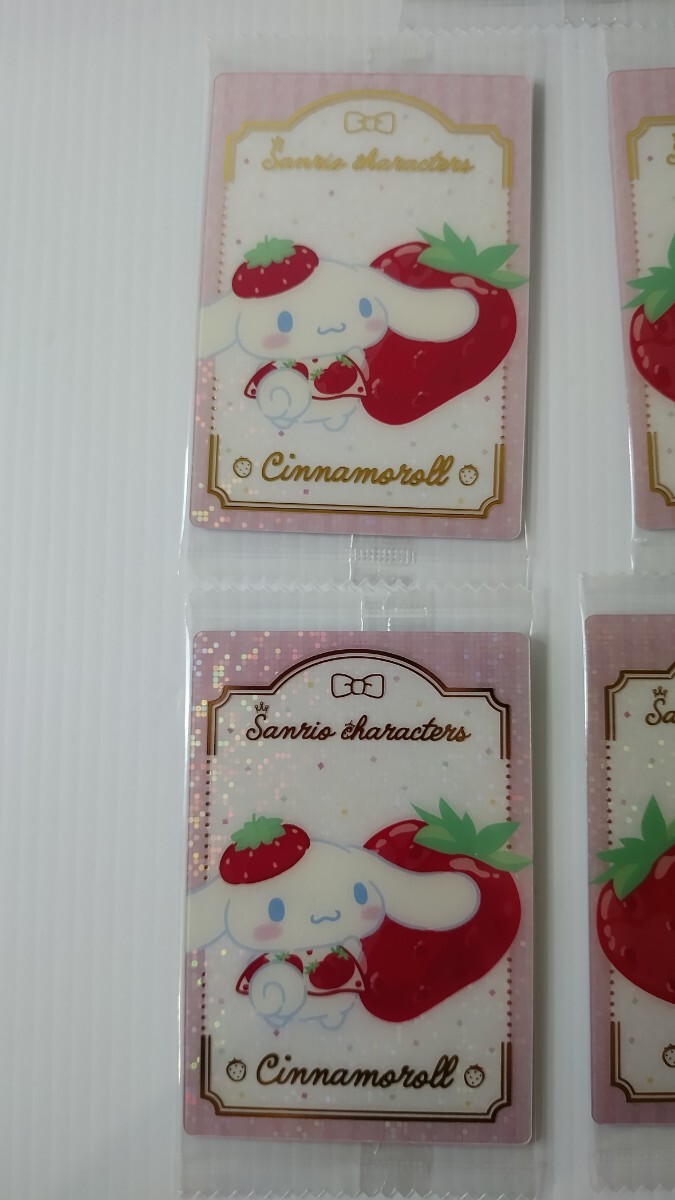 Sanrio characters
Cinnamoroll
Sanrio characters
Cinnamoroll